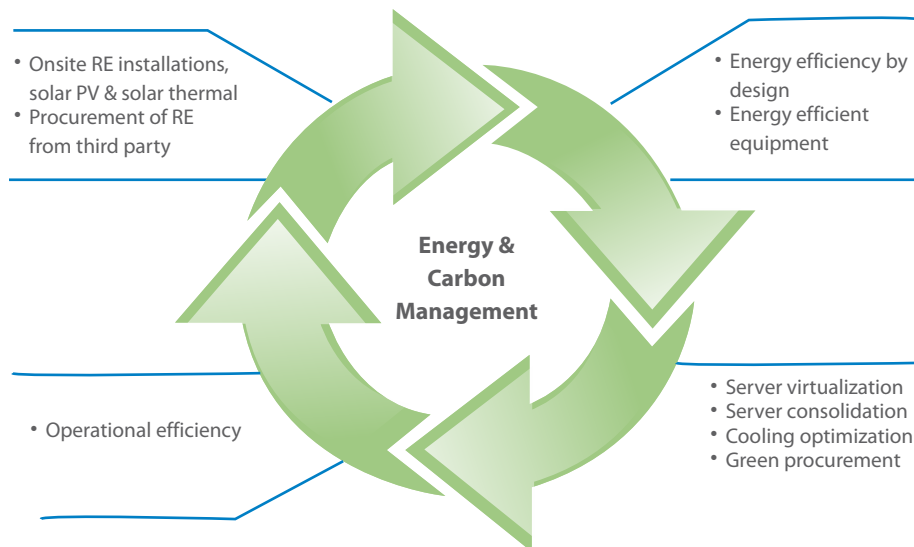 • Onsite RE installations,
solar PV & solar thermal
• Procurement of RE
from third party
• Energy efficiency by
design
• Energy efficient
equipment
Energy &
Carbon
Management
• Operational efficiency
• Server virtualization
• Server consolidation
• Cooling optimization
• Green procurement